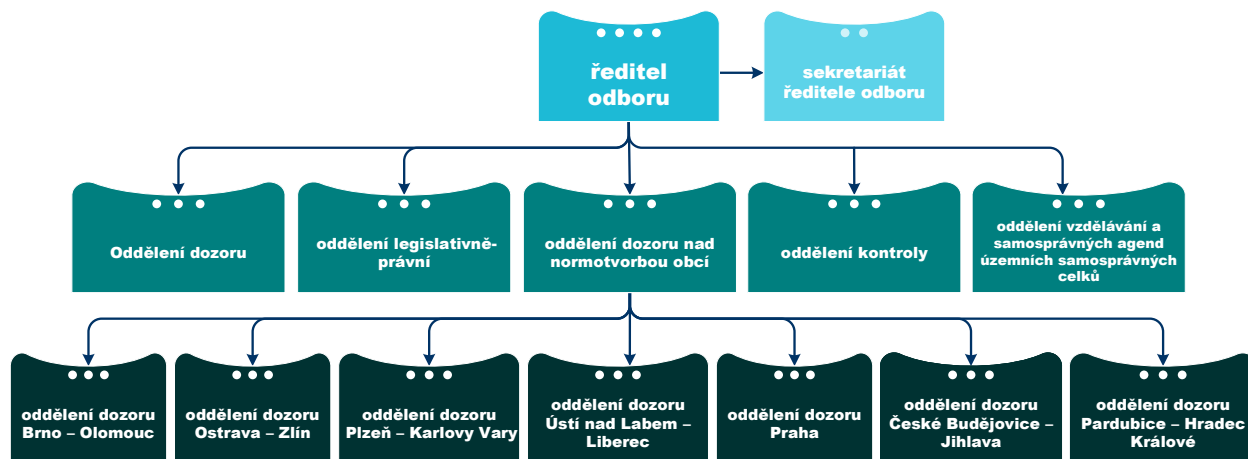 ředitel
odboru
sekretariát
ředitele odboru
Oddělení dozoru
oddělení legislativně-
právní
oddělení dozoru nad
normotvorbou obcí
oddělení kontroly
oddělení vzdělávání a
samosprávných agend
územních samosprávných
celků
oddělení dozoru
Brno – Olomouc
oddělení dozoru
Ostrava – Zlín
oddělení dozoru
Plzeň – Karlovy Vary
oddělení dozoru
Ústí nad Labem –
Liberec
oddělení dozoru
Praha
oddělení dozoru
České Budějovice –
Jihlava
oddělení dozoru
Pardubice – Hradec
Králové